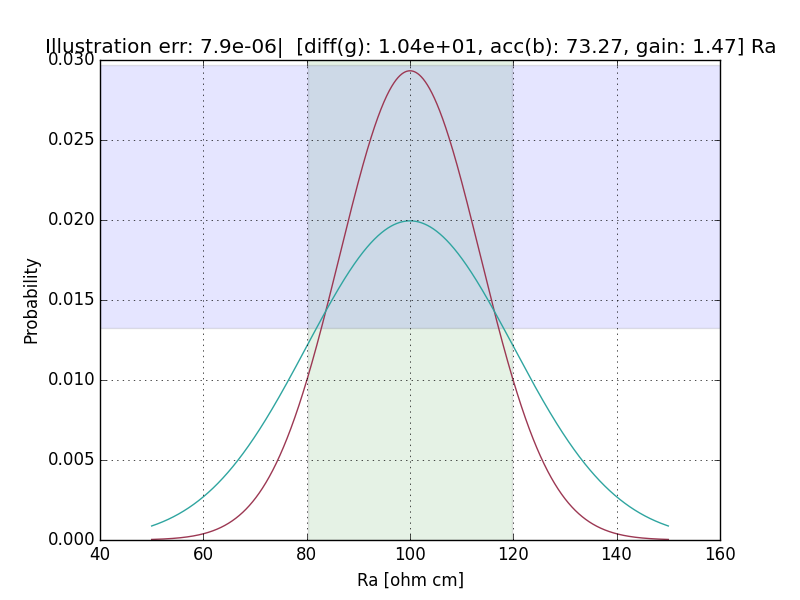 Illustration err: 7.9e-06|  [diff(g): 1.04e+01, acc(b): 73.27, gain: 1.47] Ra
0.030
0.025
0.020
0.015
0.010
0.005
0.000
Probability
40 60 80 100 120 140 160
Ra [ohm cm]